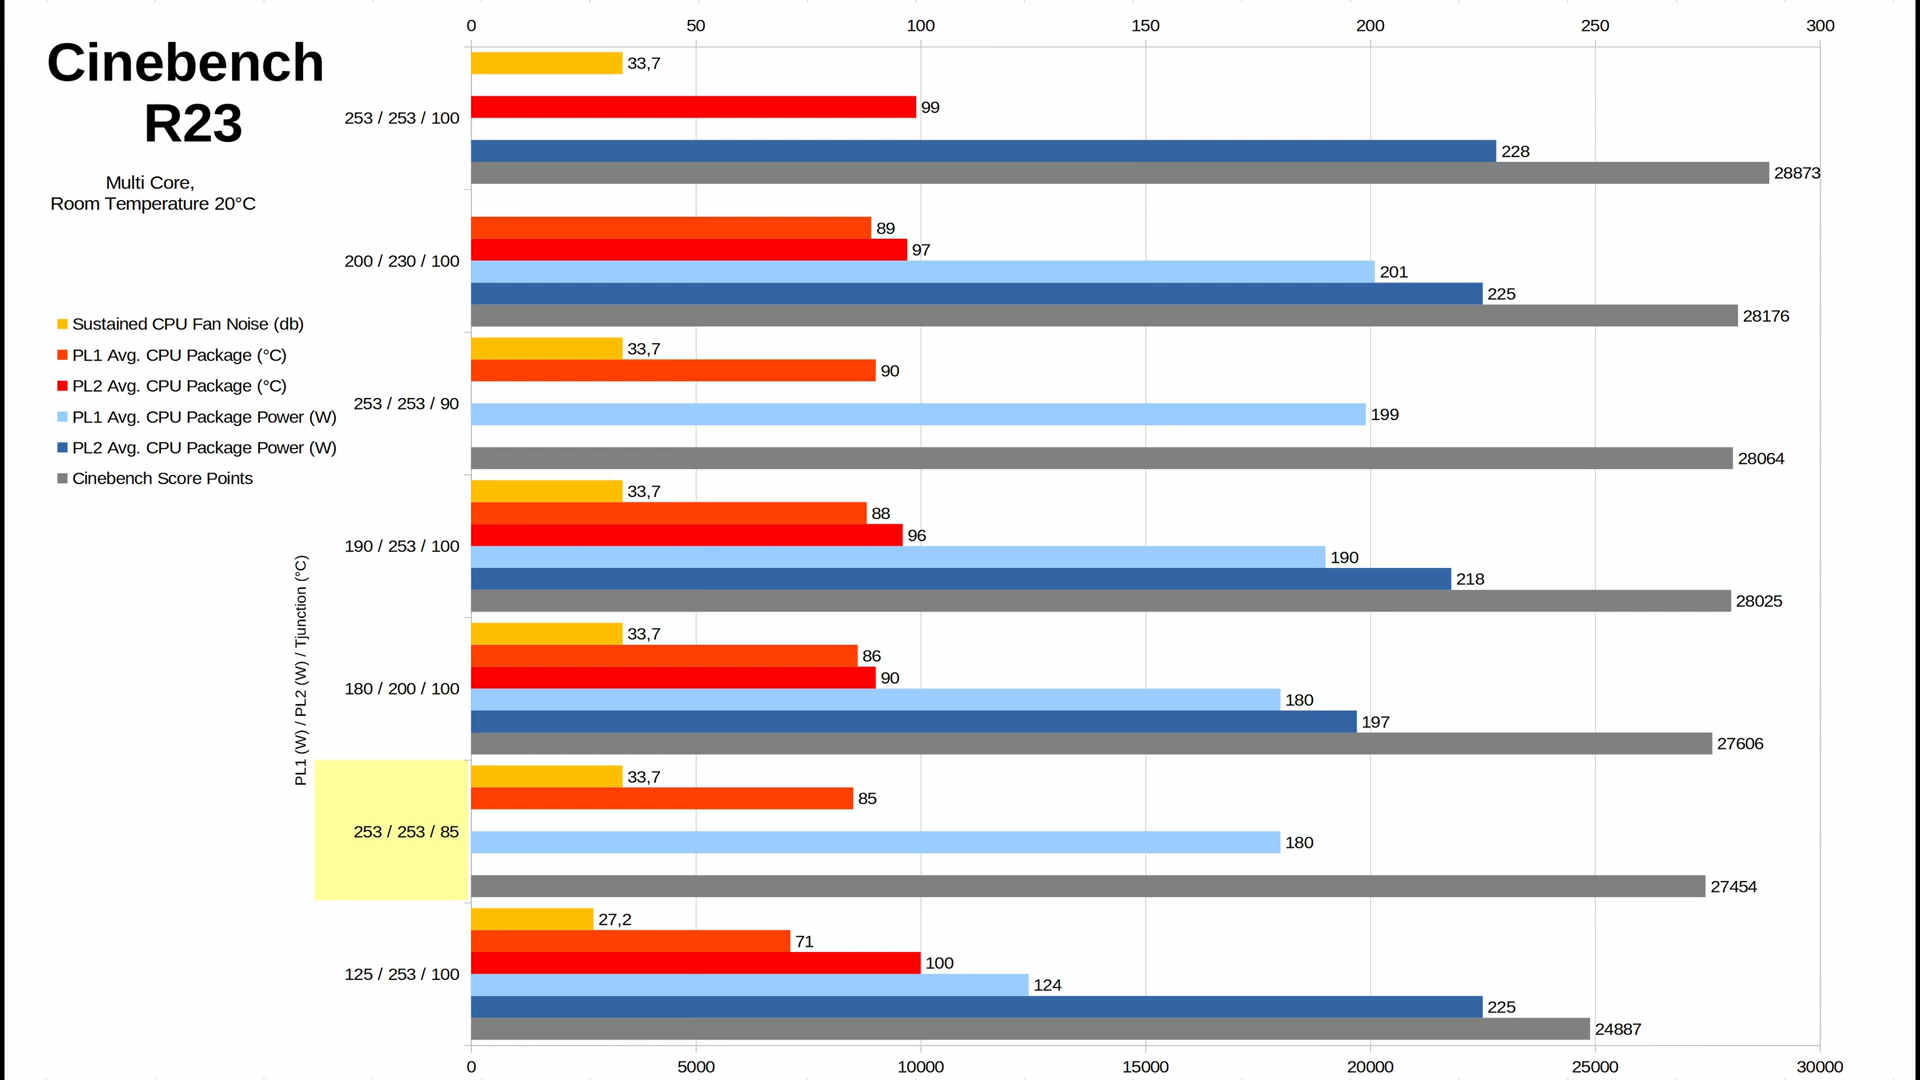 0 50 100 150 200 250 300
Cinebench
R23
Multi Core,
Room Temperature 20°C
Sustained CPU Fan Noise (db)
PL1 Avg. CPU Package (°C)
PL2 Avg. CPU Package (°C)
PL1 Avg. CPU Package Power (W)
PL2 Avg. CPU Package Power (W)
Cinebench Score Points
PL1 (W) / PL2 (W) / Tjunction (°C)
253 / 253 / 100
33,7
99
228
28873
200 / 230 / 100
89
97
201
225
28176
253 / 253 / 90
33,7
90
199
28064
190 / 253 / 100
33,7
88
96
190
218
28025
180 / 200 / 100
33,7
86
90
180
197
27606
253 / 253 / 85
33,7
85
180
27454
125 / 253 / 100
27,2
71
100
124
225
24887
0 5000 10000 15000 20000 25000 30000